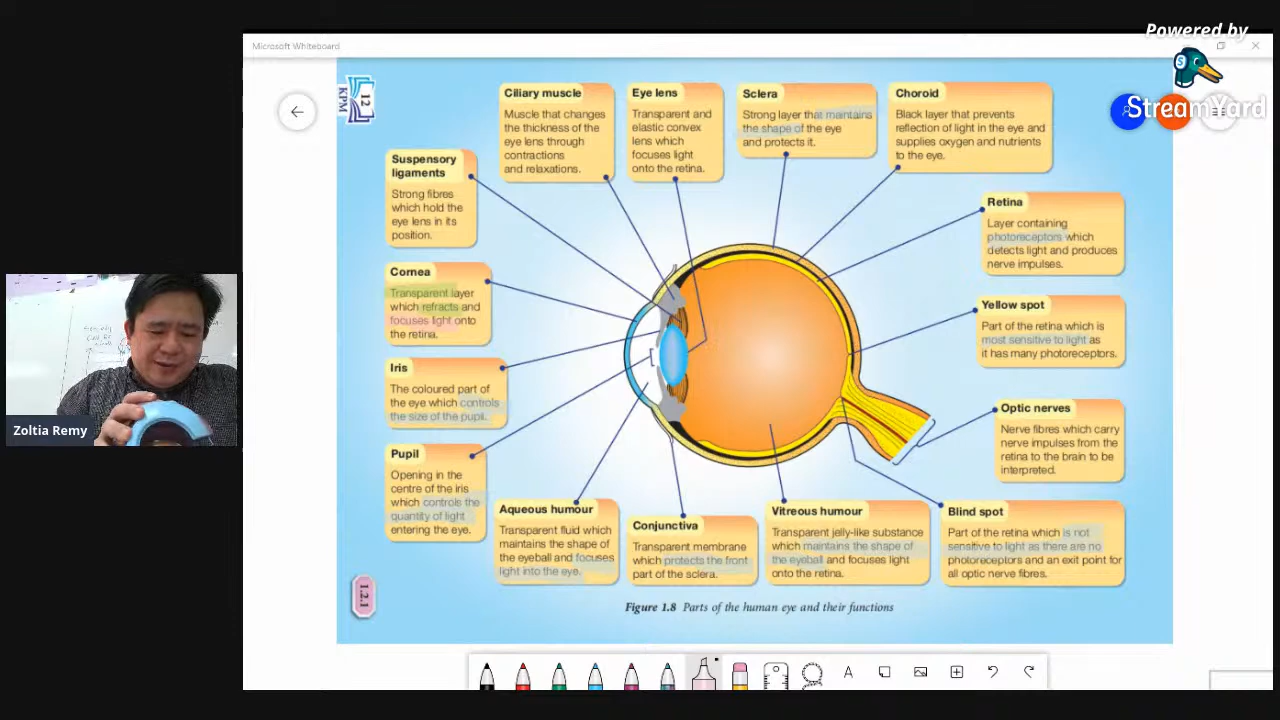 Powered by
StreamYard
Microsoft Whiteboard
12
KPM
Ciliary muscle
Muscle that changes
the thickness of the
eye lens through
contractions
and relaxations.
Eye lens
Transparent and
elastic convex
lens which
focuses light
onto the retina.
Sclera
Strong layer that maintains
the shape of the eye
and protects it.
Choroid
Black layer that prevents
reflection of light in the eye and
supplies oxygen and nutrients
to the eye.
Suspensory
ligaments
Strong fibres
which hold the
eye lens in its
position.
Retina
Layer containing
photoreceptors which
detects light and produces
nerve impulses.
Cornea
Transparent layer
which refracts and
focuses light onto
the retina.
Yellow spot
Part of the retina which is
most sensitive to light as
it has many photoreceptors.
Iris
The coloured part of
the eye which controls
the size of the pupil.
Optic nerves
Nerve fibres which carry
nerve impulses from the
retina to the brain to be
interpreted.
Pupil
Opening in the
centre of the iris
which controls the
quantity of light
entering the eye.
Aqueous humour
Transparent fluid which
maintains the shape of
the eyeball and focuses
light into the eye.
Conjunctiva
Transparent membrane
which protects the front
part of the sclera.
Vitreous humour
Transparent jelly-like substance
which maintains the shape of
the eyeball and focuses light
onto the retina.
Blind spot
Part of the retina which is not
sensitive to light as there are no
photoreceptors and an exit point for
all optic nerve fibres.
1.2.1
Figure 1.8 Parts of the human eye and their functions
Zoltia Remy